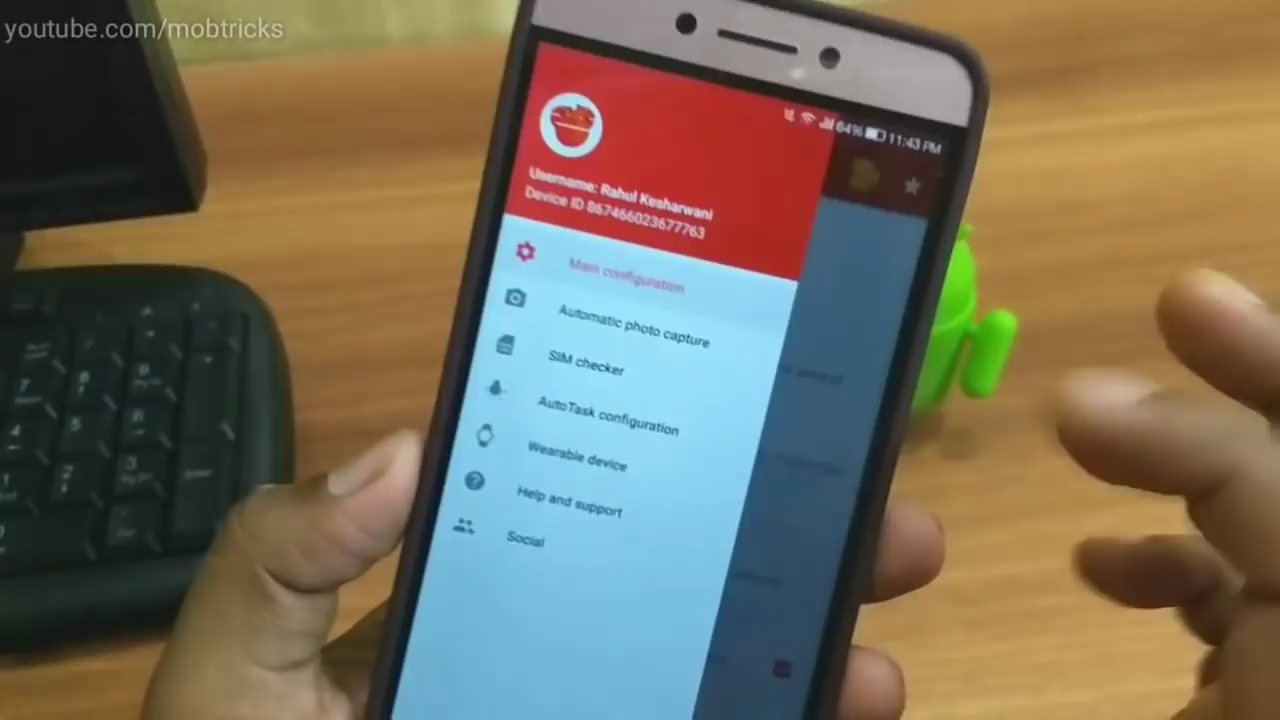 youtube.com/mobtricks
64% 11:43 PM
Username: Rahul Kesharwani
Device ID 867466023677763
Main configuration
Automatic photo capture
SIM checker
AutoTask configuration
Wearable device
Help and support
Social